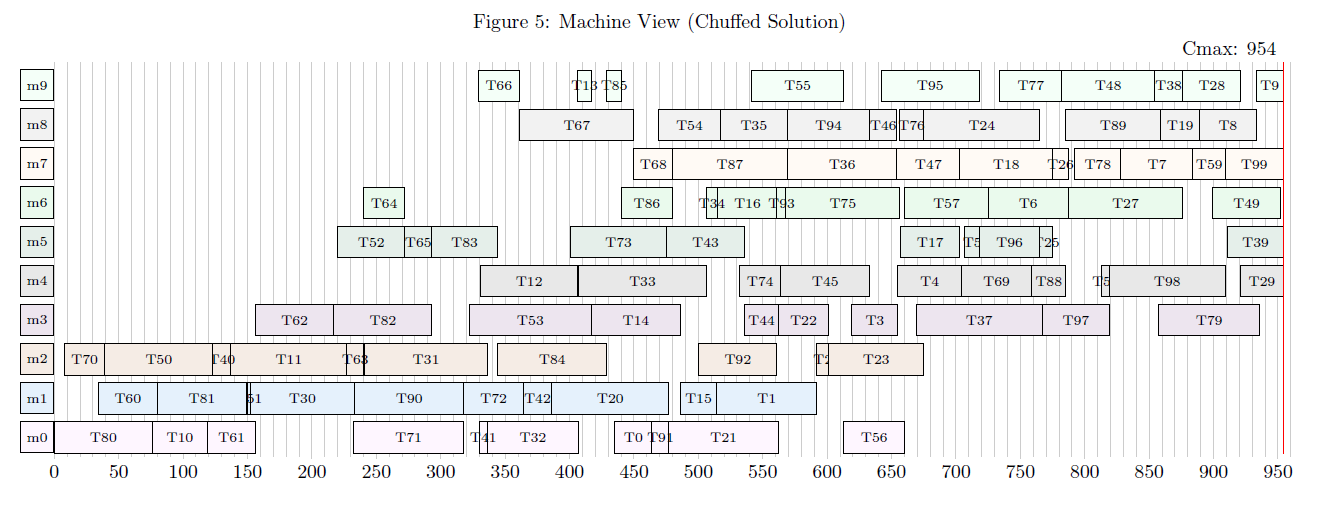 Figure 5: Machine View (Chuffed Solution)
Cmax: 954
m9 T66 T13 T85 T55 T95 T77 T48 T38 T28 T9
m8 T67 T54 T35 T94 T46 T76 T24 T89 T19 T8
m7 T68 T87 T36 T47 T18 T26 T78 T7 T59 T99
m6 T64 T86 T34 T16 T93 T75 T57 T6 T27 T49
m5 T52 T65 T83 T73 T43 T17 T5 T96 T25 T39
m4 T12 T33 T74 T45 T4 T69 T88 T5 T98 T29
m3 T62 T82 T53 T14 T44 T22 T3 T37 T97 T79
m2 T70 T50 T40 T11 T63 T31 T84 T92 T2 T23
m1 T60 T81 51 T30 T90 T72 T42 T20 T15 T1
m0 T80 T10 T61 T71 T41 T32 T0 T91 T21 T56
0 50 100 150 200 250 300 350 400 450 500 550 600 650 700 750 800 850 900 950